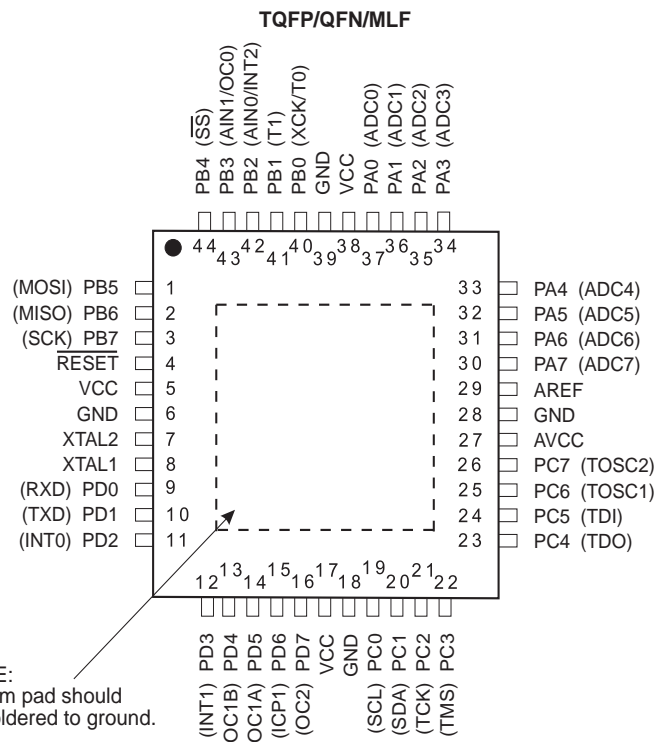 TQFP/QFN/MLF
PB4 (SS)
PB3 (AIN1/OC0)
PB2 (AIN0/INT2)
PB1 (T1)
PB0 (XCK/T0)
GND
VCC
PA0 (ADC0)
PA1 (ADC1)
PA2 (ADC2)
PA3 (ADC3)
44 43 42 41 40 39 38 37 36 35 34
(MOSI) PB5 1
(MISO) PB6 2
(SCK) PB7 3
RESET 4
VCC 5
GND 6
XTAL2 7
XTAL1 8
(RXD) PD0 9
(TXD) PD1 10
(INT0) PD2 11
33 PA4 (ADC4)
32 PA5 (ADC5)
31 PA6 (ADC6)
30 PA7 (ADC7)
29 AREF
28 GND
27 AVCC
26 PC7 (TOSC2)
25 PC6 (TOSC1)
24 PC5 (TDI)
23 PC4 (TDO)
12 13 14 15 16 17 18 19 20 21 22
(INT1) PD3
OC1B) PD4
OC1A) PD5
(ICP1) PD6
(OC2) PD7
VCC
GND
(SCL) PC0
(SDA) PC1
(TCK) PC2
(TMS) PC3
E:
m pad should
ldered to ground.